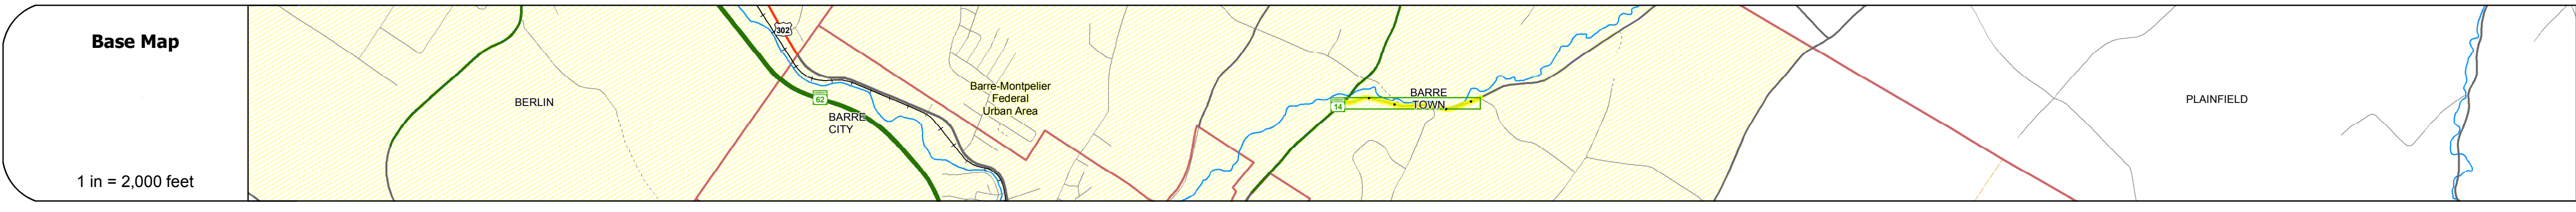 Base Map
1 in = 2,000 feet
BERLIN
302
62
BARRE
CITY
Barre-Montpelier
Federal
Urban Area
14
BARRE
TOWN
PLAINFIELD